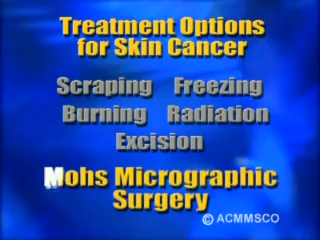 Treatment Options
for Skin Cancer
Scraping Freezing
Burning Radiation
Excision
Mohs Micrographic
Surgery
© ACMMSCO